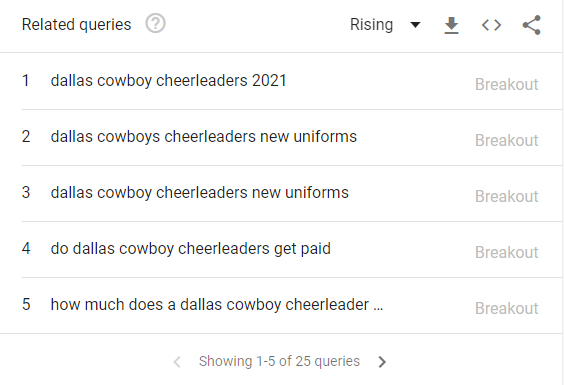 Related queries ? Rising
1 dallas cowboy cheerleaders 2021 Breakout
2 dallas cowboys cheerleaders new uniforms Breakout
3 dallas cowboy cheerleaders new uniforms Breakout
4 do dallas cowboy cheerleaders get paid Breakout
5 how much does a dallas cowboy cheerleader ... Breakout
Showing 1-5 of 25 queries